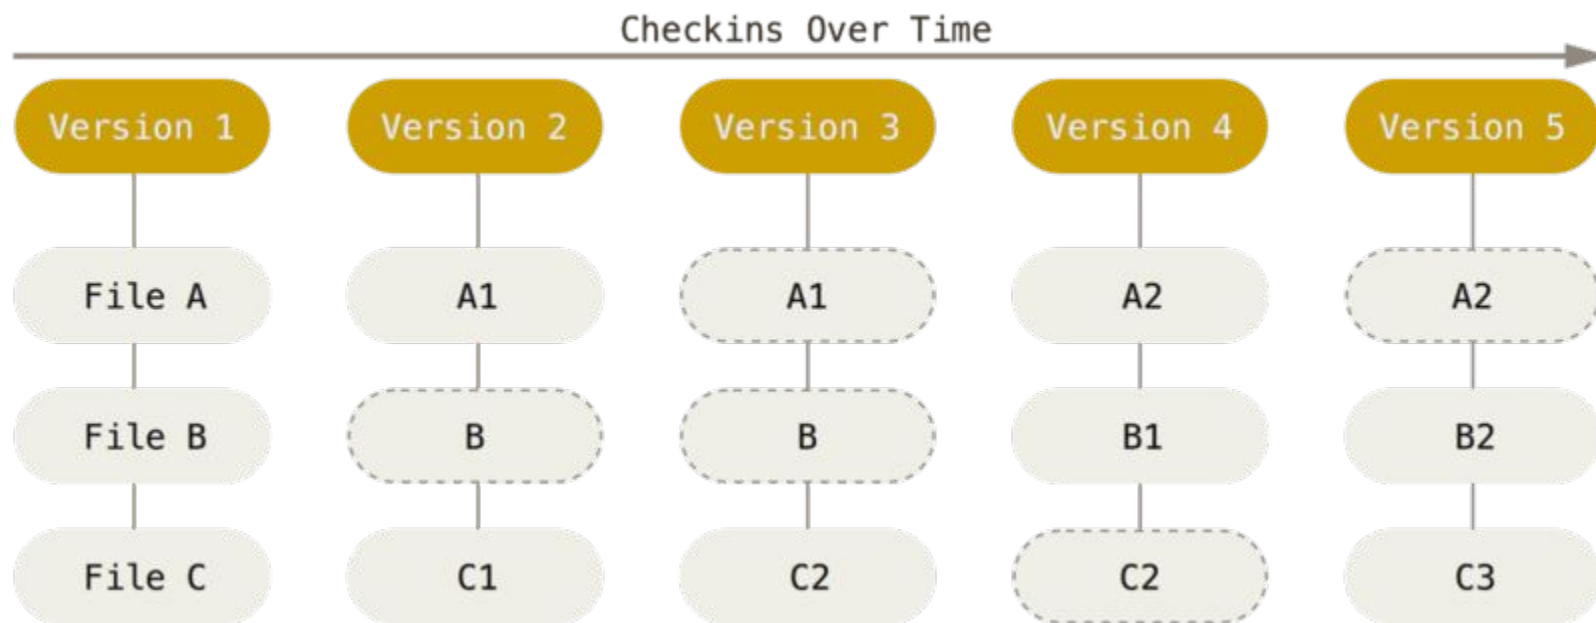 Checkins Over Time
Version 1 Version 2 Version 3 Version 4 Version 5
File A A1 A1 A2 A2
File B B B B1 B2
File C C1 C2 C2 C3